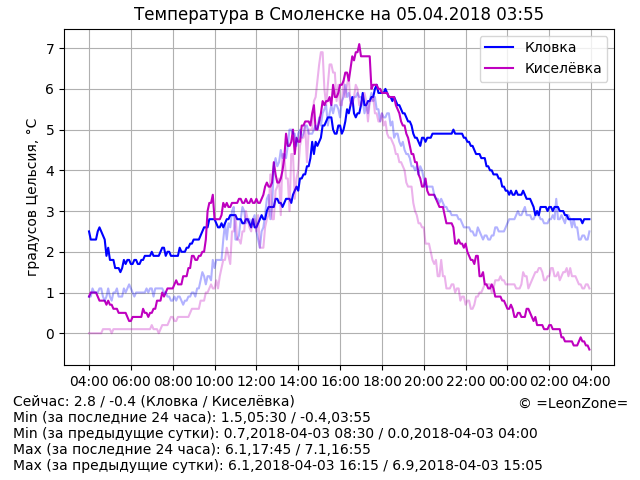 Температура в Смоленске на 05.04.2018 03:55
Кловка
Киселёвка
градусов Цельсия, °C
7
6
5
4
3
2
1
0
04:00 06:00 08:00 10:00 12:00 14:00 16:00 18:00 20:00 22:00 00:00 02:00 04:00
Сейчас: 2.8 / -0.4 (Кловка / Киселёвка)
© =LeonZone=
Min (за последние 24 часа): 1.5,05:30 / -0.4,03:55
Min (за предыдущие сутки): 0.7,2018-04-03 08:30 / 0.0,2018-04-03 04:00
Max (за последние 24 часа): 6.1,17:45 / 7.1,16:55
Max (за предыдущие сутки): 6.1,2018-04-03 16:15 / 6.9,2018-04-03 15:05